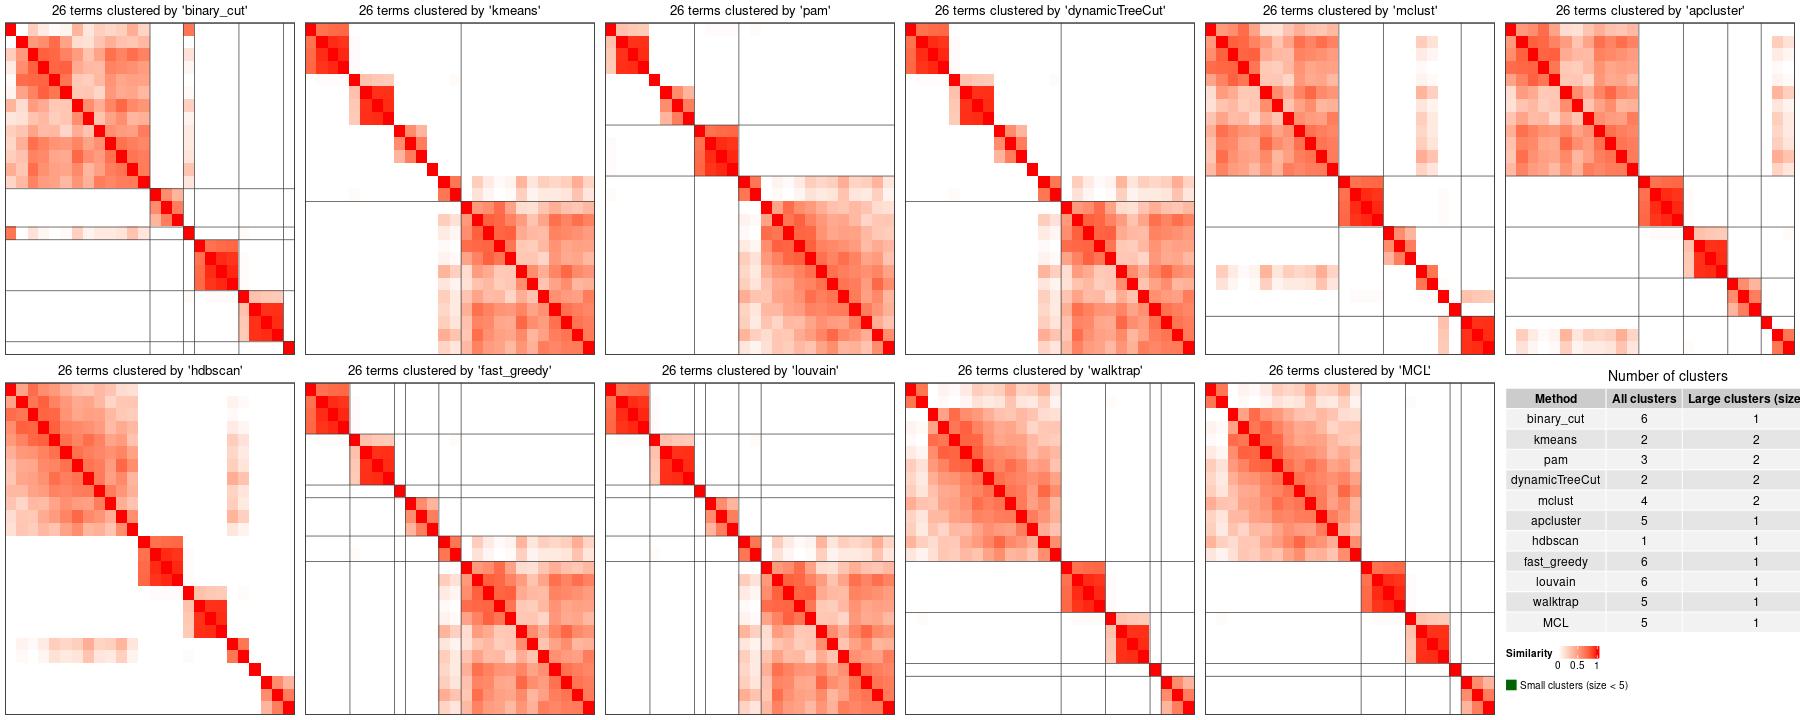 26 terms clustered by 'binary_cut'
26 terms clustered by 'kmeans'
26 terms clustered by 'pam'
26 terms clustered by 'dynamicTreeCut'
26 terms clustered by 'mclust'
26 terms clustered by 'apcluster'
26 terms clustered by 'hdbscan'
26 terms clustered by 'fast_greedy'
26 terms clustered by 'louvain'
26 terms clustered by 'walktrap'
26 terms clustered by 'MCL'
Number of clusters
Method All clusters Large clusters (size
binary_cut 6 1
kmeans 2 2
pam 3 2
dynamicTreeCut 2 2
mclust 4 2
apcluster 5 1
hdbscan 1 1
fast_greedy 6 1
louvain 6 1
walktrap 5 1
MCL 5 1
Similarity
0 0.5 1
Small clusters (size < 5)